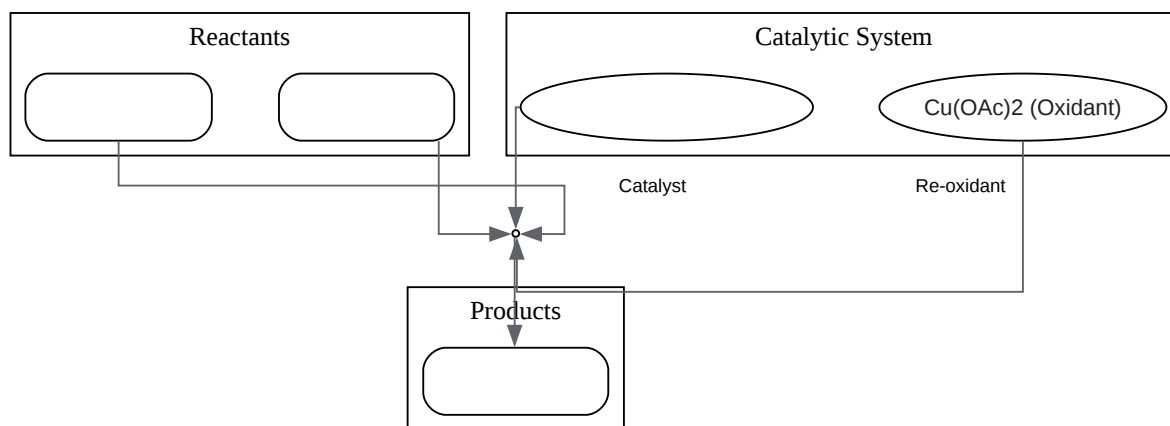 Reactants
Catalytic System
Cu(OAc)2 (Oxidant)
Catalyst
Re-oxidant
Products